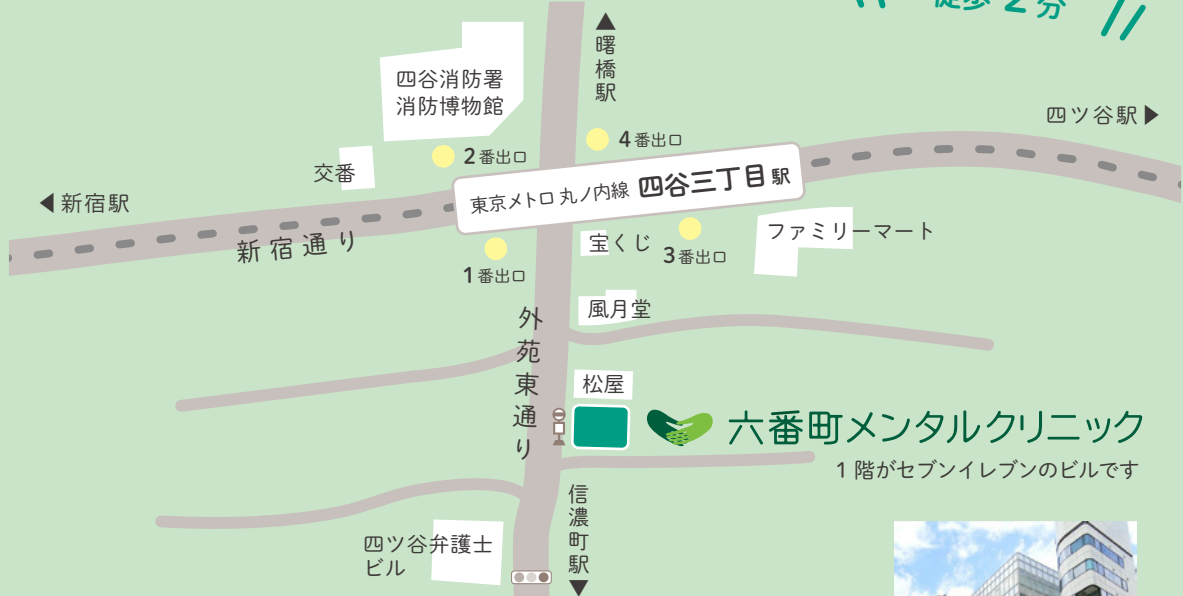 徒歩 2 分
▲曙橋駅
四谷消防署
消防博物館
四ツ谷駅▶
4番出口
2番出口
交番
東京メトロ 丸ノ内線 四谷三丁目駅
◀新宿駅
新宿通り
宝くじ
3番出口
ファミリーマート
1番出口
風月堂
外苑東通り
松屋
六番町メンタルクリニック
1階がセブンイレブンのビルです
信濃町駅▼
四ツ谷弁護士
ビル